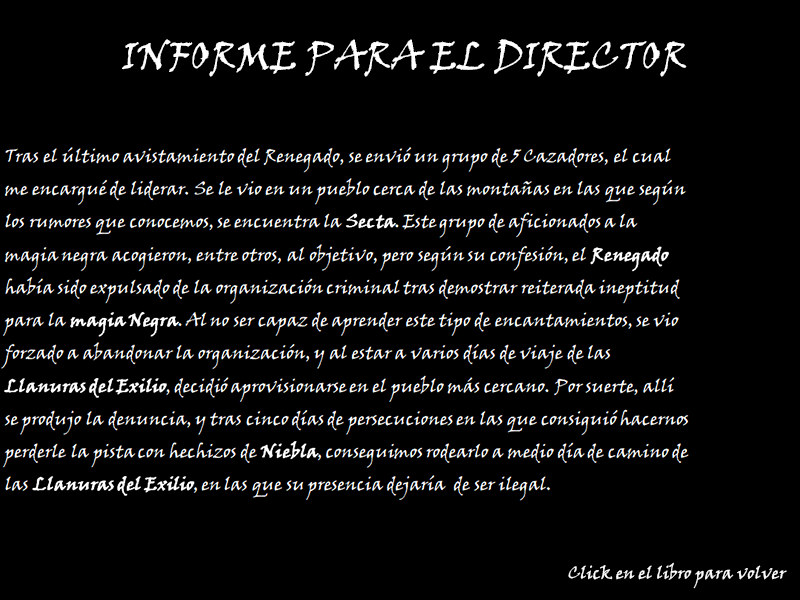 INFORME PARA EL DIRECTOR
Tras el último avistamiento del Renegado, se envió un grupo de 5 Cazadores, el cual
me encargué de liderar. Se le vio en un pueblo cerca de las montañas en las que según
los rumores que conocemos, se encuentra la Secta. Este grupo de aficionados a la
magia negra acogieron, entre otros, al objetivo, pero según su confesión, el Renegado
había sido expulsado de la organización criminal tras demostrar reiterada ineptitud
para la magia Negra. Al no ser capaz de aprender este tipo de encantamientos, se vio
forzado a abandonar la organización, y al estar a varios días de viaje de las
Llanuras del Exilio, decidió aprovisionarse en el pueblo más cercano. Por suerte, allí
se produjo la denuncia, y tras cinco días de persecuciones en las que consiguió hacernos
perderle la pista con hechizos de Niebla, conseguimos rodearlo a medio día de camino de
las Llanuras del Exilio, en las que su presencia dejaría de ser ilegal.
Click en el libro para volver